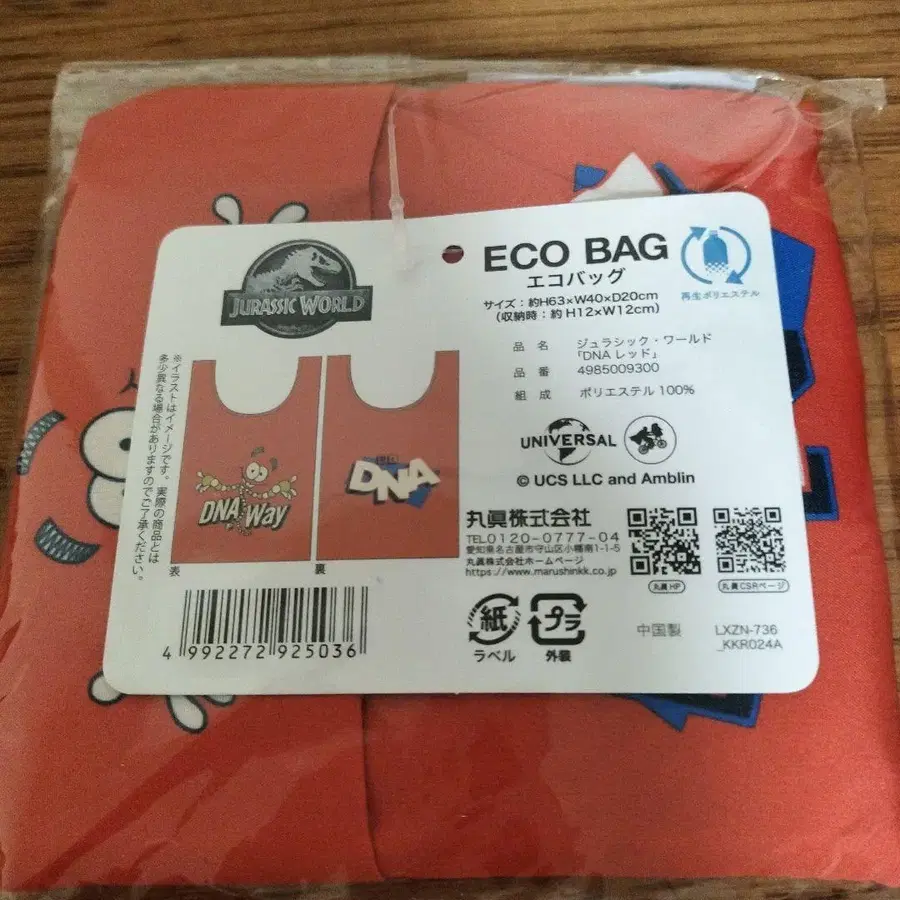 JURASSIC WORLD
ECO BAG
エコバッグ
サイズ：約H63×W40×D20cm
（収納時：約 H12×W12cm）
再生ポリエステル
品 名 ジュラシック・ワールド
「DNA レッド」
品 番 4985009300
組 成 ポリエステル 100%
UNIVERSAL
© UCS LLC and Amblin
※イラストはイメージです。実際の商品とは
多少異なる場合がありますのでご了承ください。
DNA Way
DNA
表
裏
丸眞株式会社
TEL0120-0777-04
愛知県名古屋市守山区小幡南1-1-5
丸眞株式会社ホームページ
https://www.marushinkk.co.jp
丸眞HP
丸眞CSRページ
4 992272 925036
紙
ラベル
プラ
外装
中国製
LXZN-736
_KKR024A